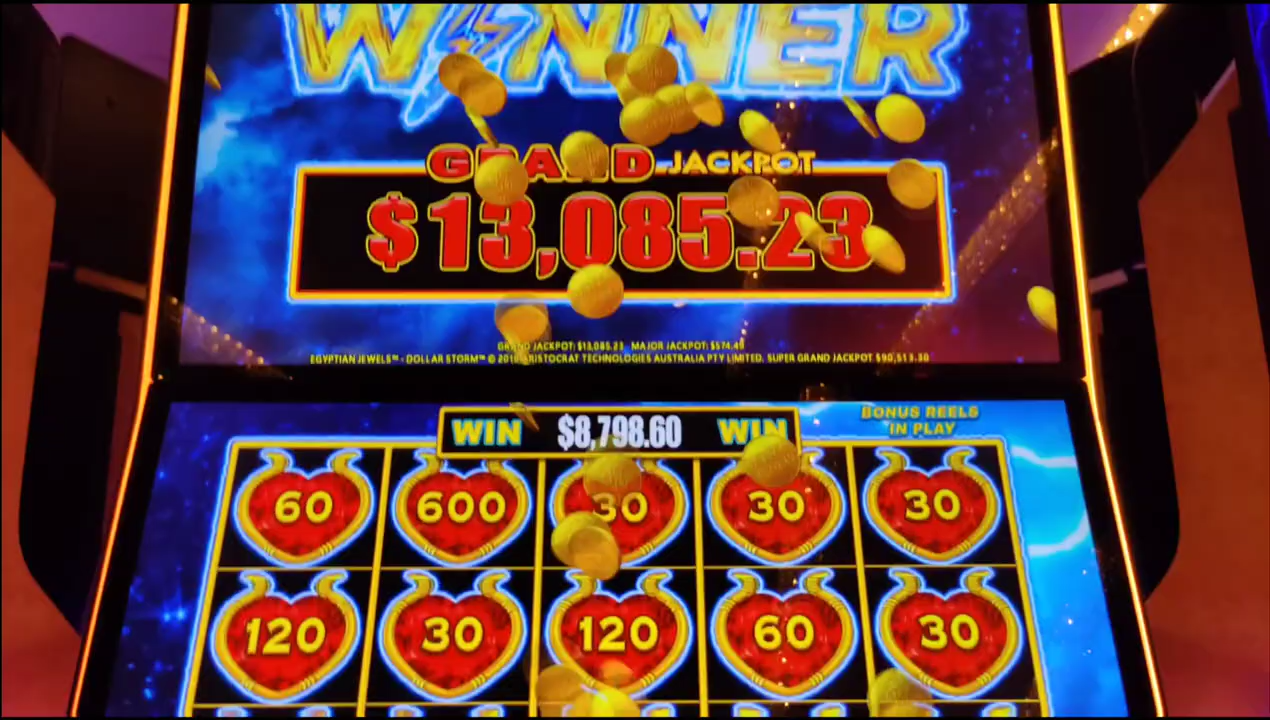 WINNER
GRAND JACKPOT
$13,085.23
GRAND JACKPOT: $13,085.23 MAJOR JACKPOT: $574.48
EGYPTIAN JEWELS™ - DOLLAR STORM™ © 2018 ARISTOCRAT TECHNOLOGIES AUSTRALIA PTY LIMITED. SUPER GRAND JACKPOT $90,513.30
WIN $8,798.60 WIN
BONUS REELS
IN PLAY
60 600 30 30 30
120 30 120 60 30